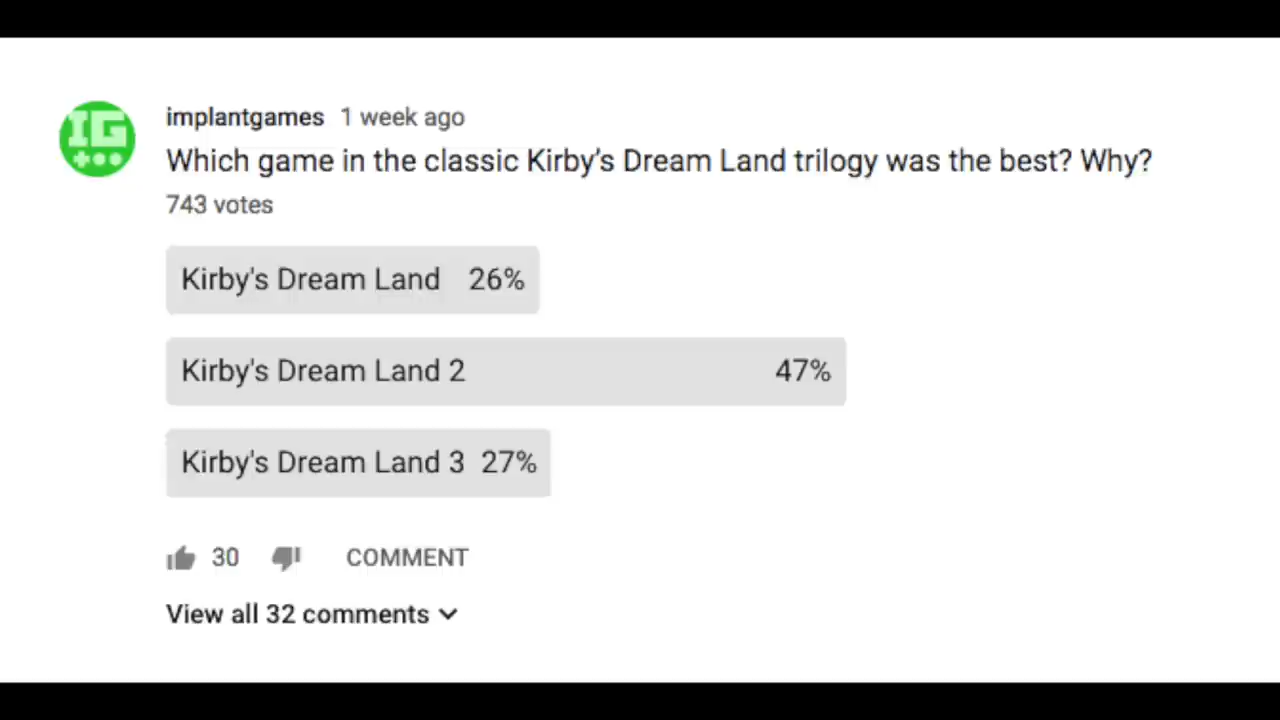 IG
implantgames 1 week ago
Which game in the classic Kirby's Dream Land trilogy was the best? Why?
743 votes
Kirby's Dream Land 26%
Kirby's Dream Land 2 47%
Kirby's Dream Land 3 27%
30 COMMENT
View all 32 comments